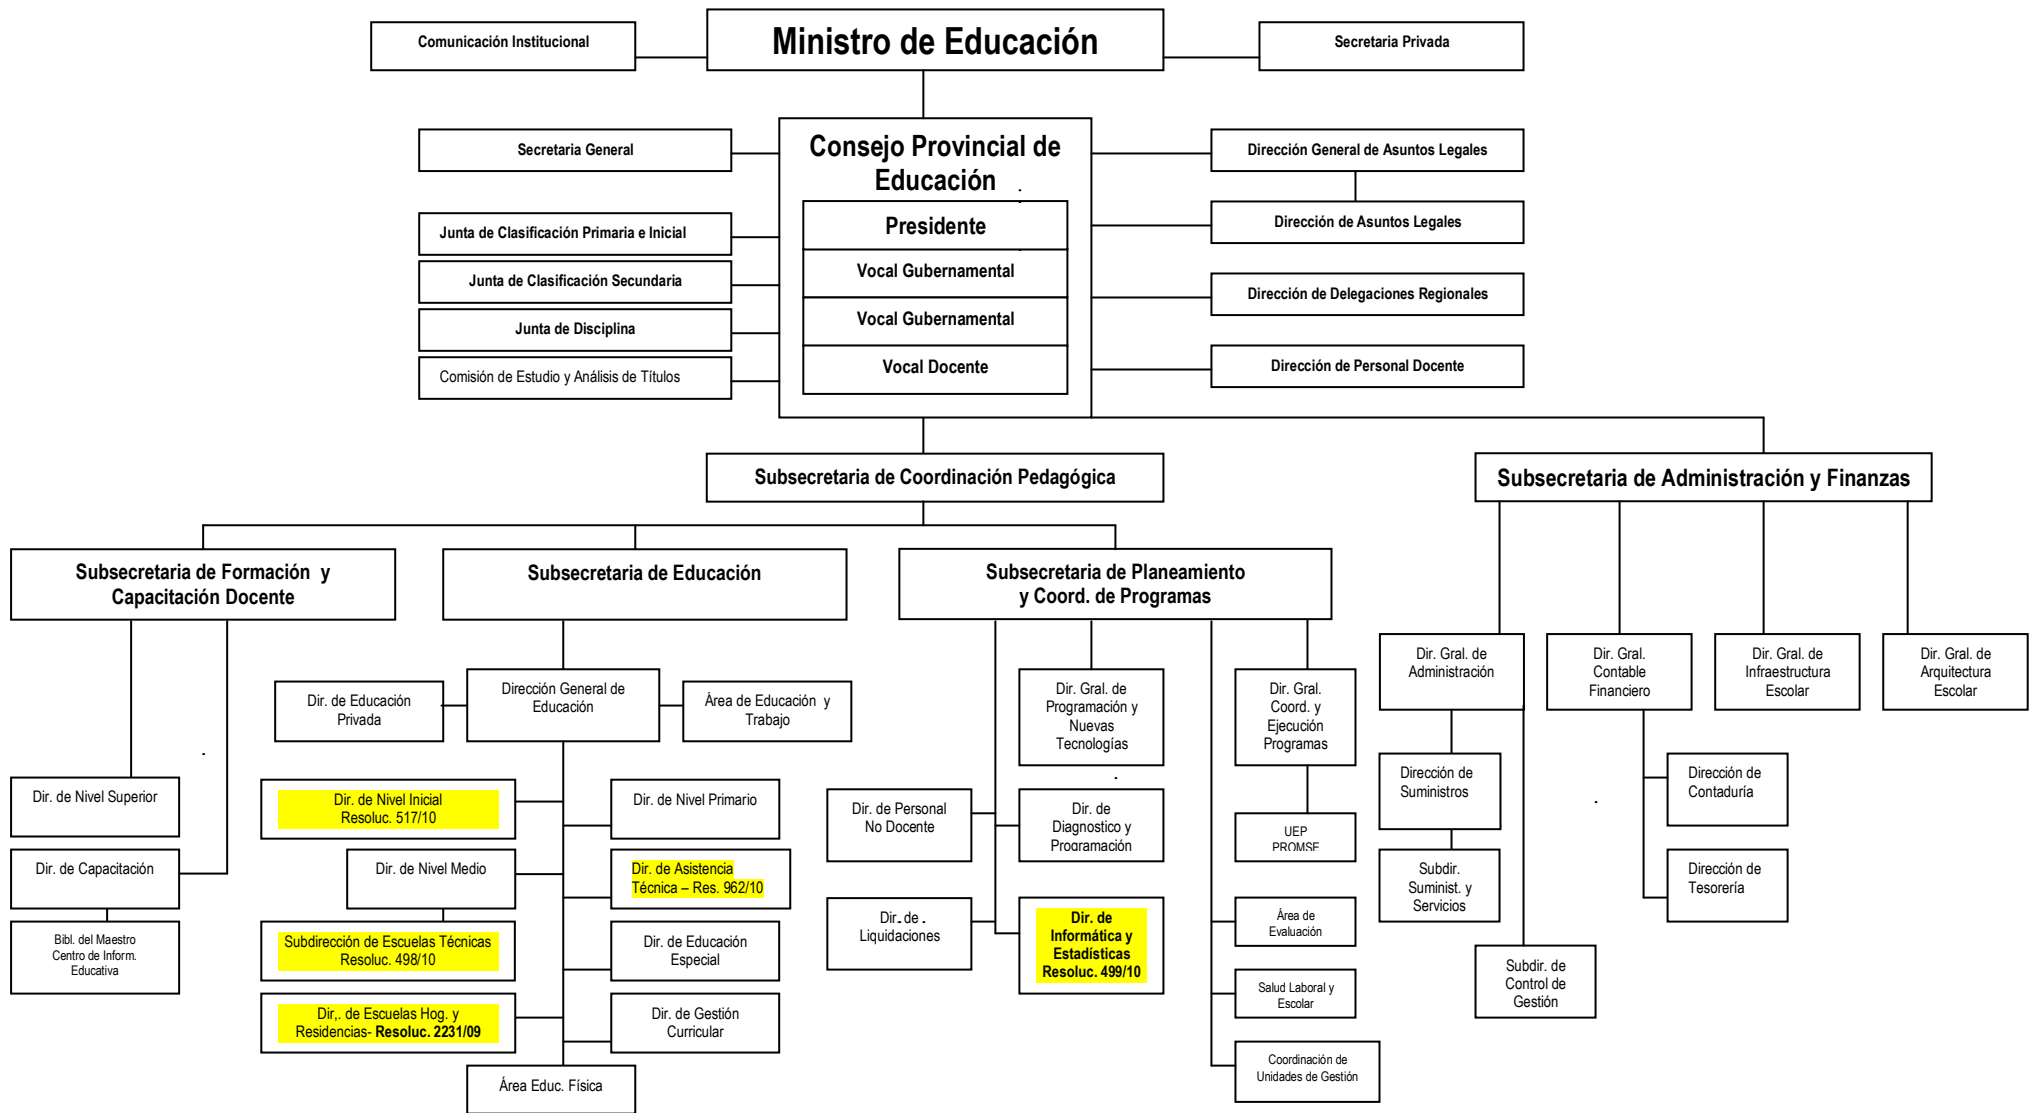 Comunicación Institucional
Ministro de Educación
Secretaria Privada
Secretaria General
Consejo Provincial de
Educación
Dirección General de Asuntos Legales
Junta de Clasificación Primaria e Inicial
Presidente
Dirección de Asuntos Legales
Junta de Clasificación Secundaria
Vocal Gubernamental
Dirección de Delegaciones Regionales
Junta de Disciplina
Vocal Gubernamental
Comisión de Estudio y Análisis de Títulos
Vocal Docente
Dirección de Personal Docente
Subsecretaria de Coordinación Pedagógica
Subsecretaria de Administración y Finanzas
Subsecretaria de Formación y
Capacitación Docente
Subsecretaria de Educación
Subsecretaria de Planeamiento
y Coord. de Programas
Dir. de Nivel Superior
Dir. de Capacitación
Bibl. del Maestro
Centro de Inform.
Educativa
Dir. de Educación
Privada
Dirección General de
Educación
Área de Educación y
Trabajo
Dir. de Nivel Inicial
Resoluc. 517/10
Dir. de Nivel Primario
Dir. de Nivel Medio
Dir. de Asistencia
Técnica – Res. 962/10
Subdirección de Escuelas Técnicas
Resoluc. 498/10
Dir. de Educación
Especial
Dir,. de Escuelas Hog. y
Residencias- Resoluc. 2231/09
Dir. de Gestión
Curricular
Área Educ. Física
Dir. Gral. de
Programación y
Nuevas
Tecnologías
Dir. Gral.
Coord. y
Ejecución
Programas
Dir. de Personal
No Docente
Dir. de
Diagnostico y
Programación
UEP
PROMSE
Dir. de .
Liquidaciones
Dir. de
Informática y
Estadísticas
Resoluc. 499/10
Área de
Evaluación
Salud Laboral y
Escolar
Coordinación de
Unidades de Gestión
Dir. Gral. de
Administración
Dir. Gral.
Contable
Financiero
Dir. Gral. de
Infraestructura
Escolar
Dir. Gral. de
Arquitectura
Escolar
Dirección de
Suministros
Dirección de
Contaduría
Subdir.
Suminist. y
Servicios
Dirección de
Tesorería
Subdir. de
Control de
Gestión